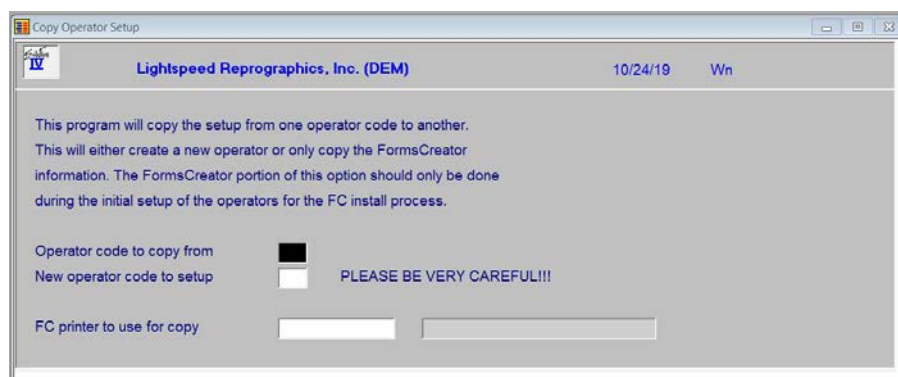 Copy Operator Setup
IV
Lightspeed Reprographics, Inc. (DEM) 10/24/19 Wn
This program will copy the setup from one operator code to another.
This will either create a new operator or only copy the FormsCreator
information. The FormsCreator portion of this option should only be done
during the initial setup of the operators for the FC install process.
Operator code to copy from
New operator code to setup PLEASE BE VERY CAREFUL!!!
FC printer to use for copy